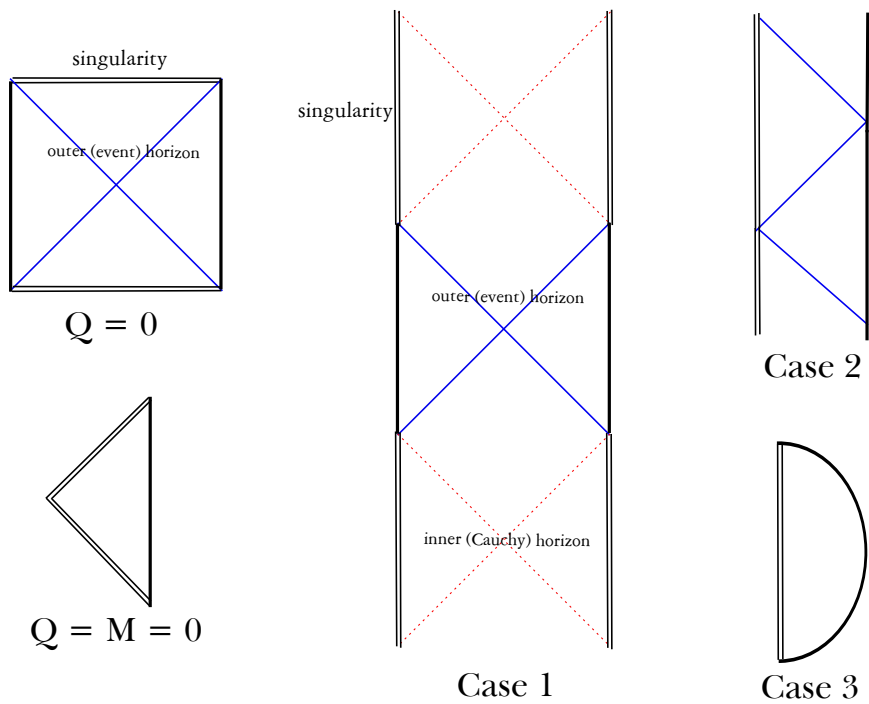 singularity
outer (event) horizon
Q = 0
Q = M = 0
singularity
outer (event) horizon
inner (Cauchy) horizon
Case 1
Case 2
Case 3